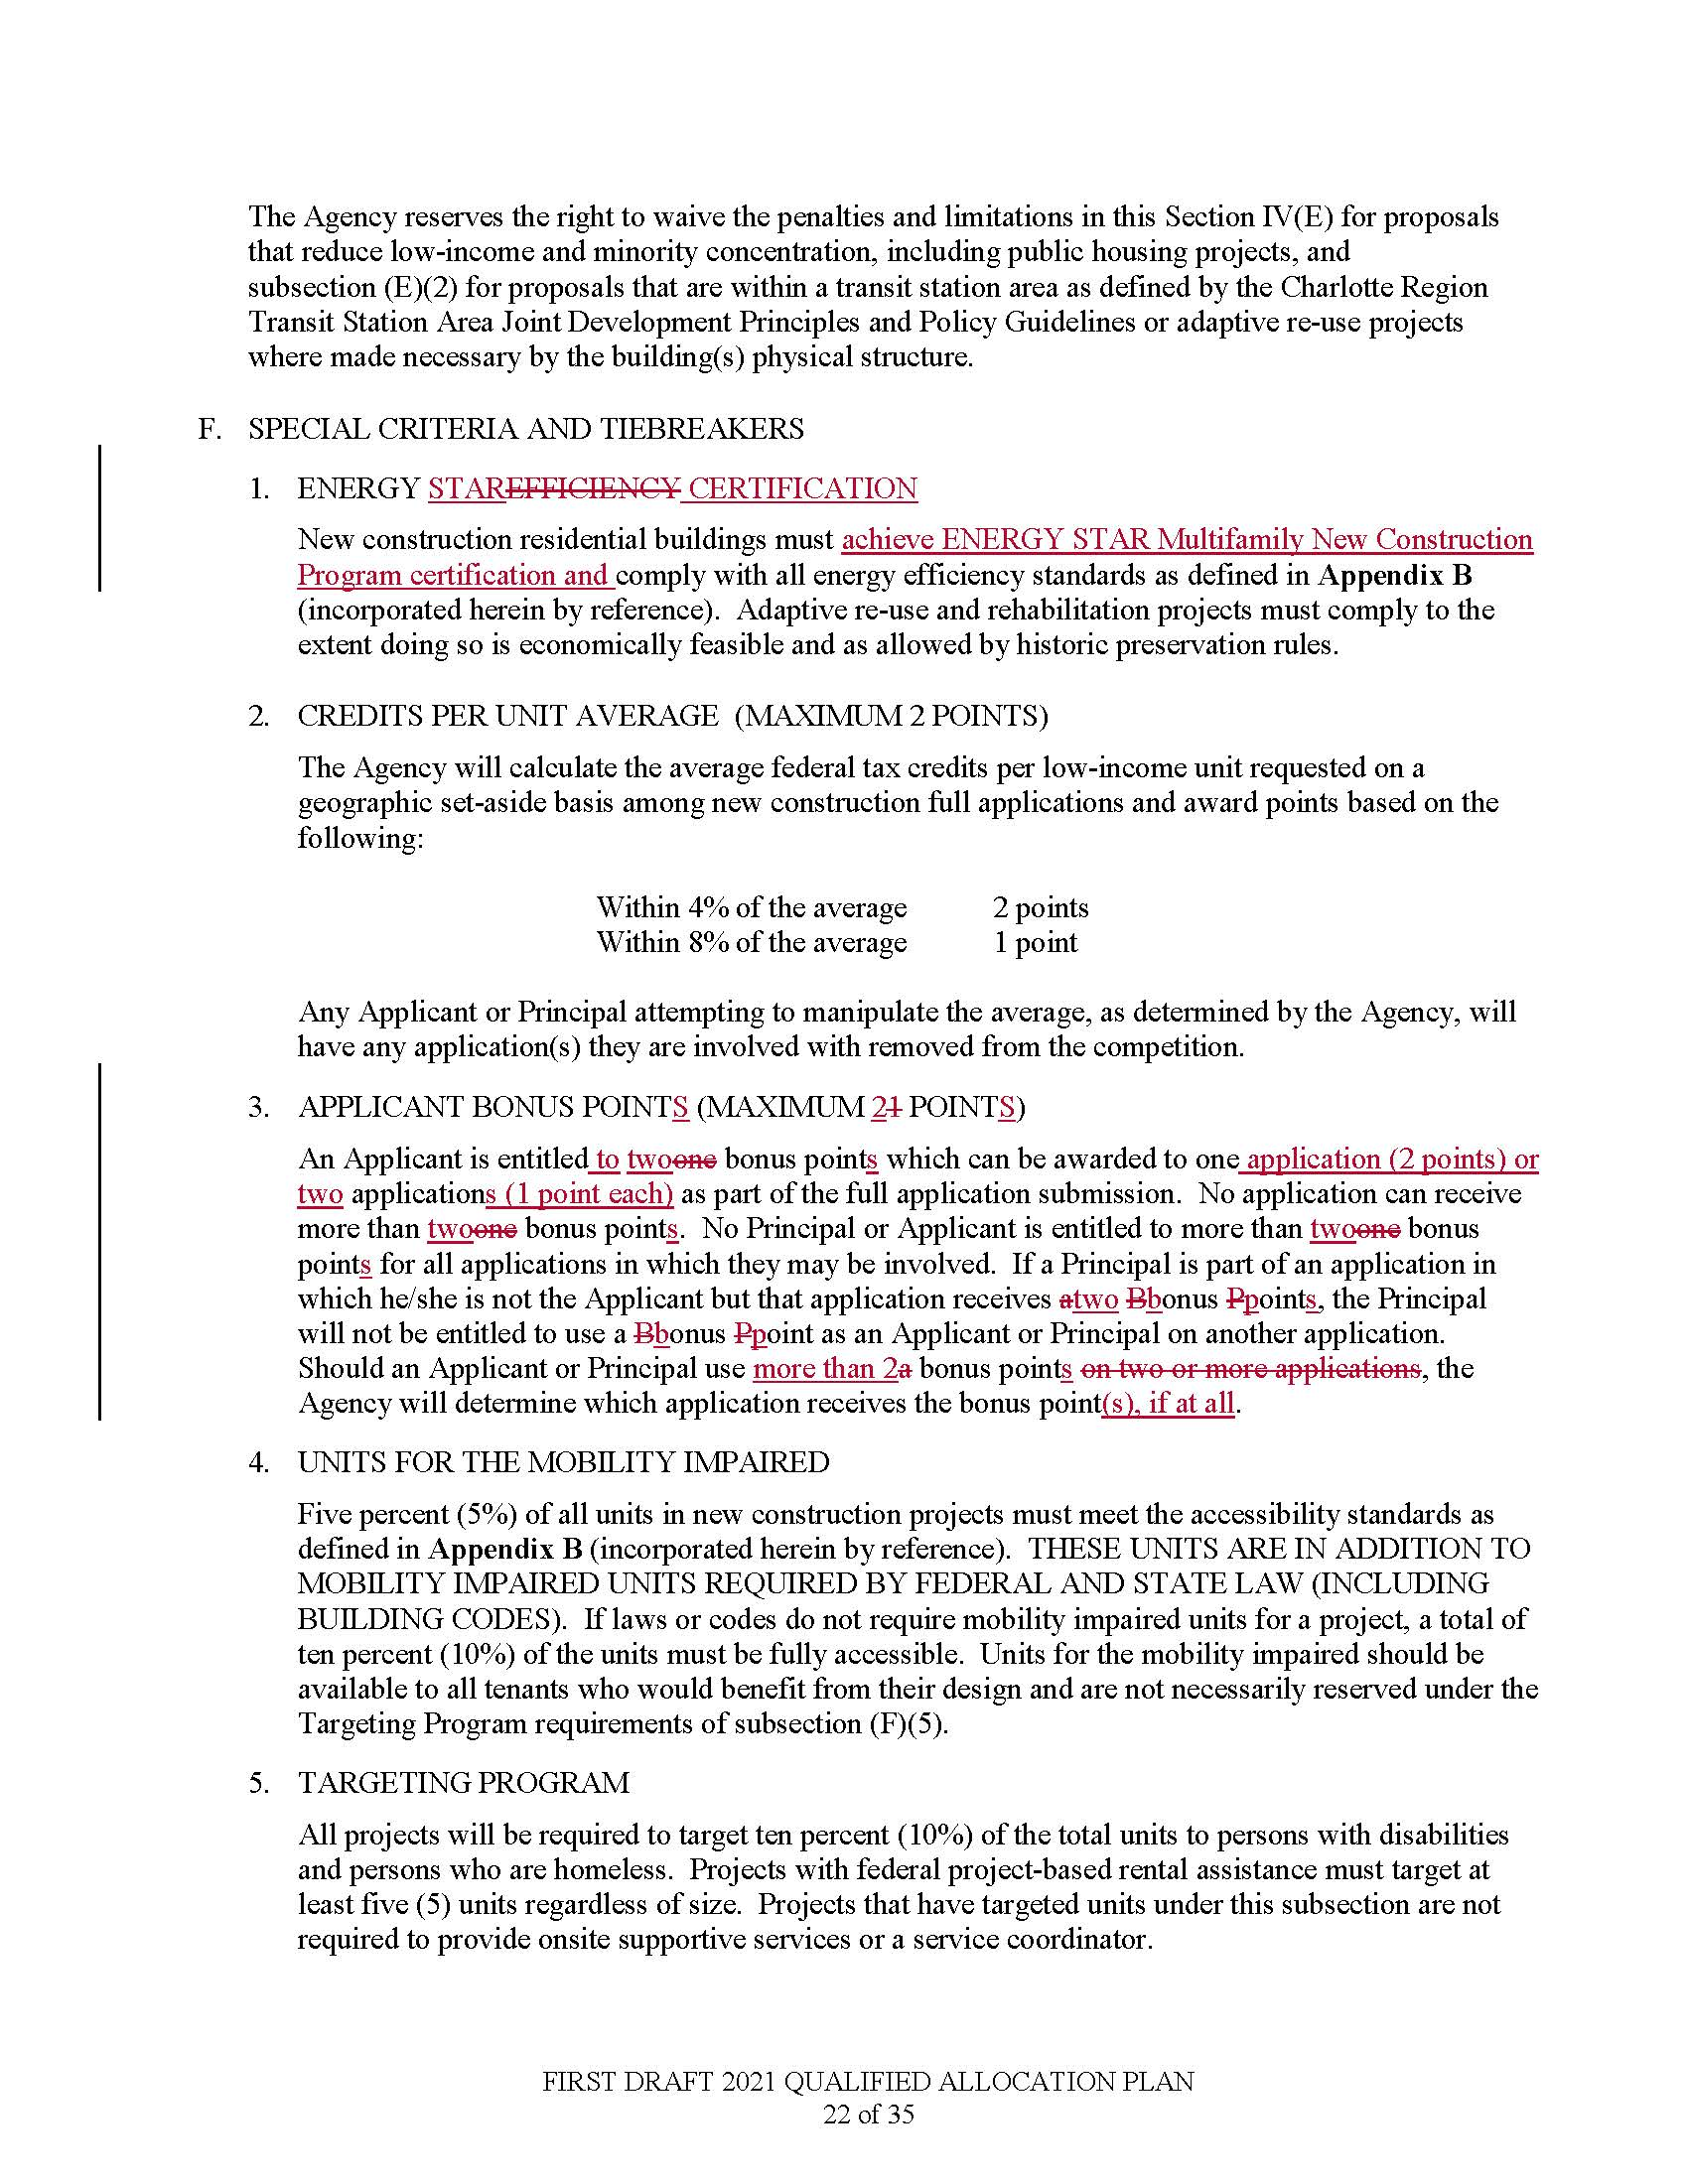 The Agency reserves the right to waive the penalties and limitations in this Section IV(E) for proposals
that reduce low-income and minority concentration, including public housing projects, and
subsection (E)(2) for proposals that are within a transit station area as defined by the Charlotte Region
Transit Station Area Joint Development Principles and Policy Guidelines or adaptive re-use projects
where made necessary by the building(s) physical structure.
F. SPECIAL CRITERIA AND TIEBREAKERS
1. ENERGY STAREFFICIENCY CERTIFICATION
New construction residential buildings must achieve ENERGY STAR Multifamily New Construction
Program certification and comply with all energy efficiency standards as defined in Appendix B
(incorporated herein by reference). Adaptive re-use and rehabilitation projects must comply to the
extent doing so is economically feasible and as allowed by historic preservation rules.
2. CREDITS PER UNIT AVERAGE (MAXIMUM 2 POINTS)
The Agency will calculate the average federal tax credits per low-income unit requested on a
geographic set-aside basis among new construction full applications and award points based on the
following:
Within 4% of the average 2 points
Within 8% of the average 1 point
Any Applicant or Principal attempting to manipulate the average, as determined by the Agency, will
have any application(s) they are involved with removed from the competition.
3. APPLICANT BONUS POINTS (MAXIMUM 21 POINTS)
An Applicant is entitled to twoone bonus points which can be awarded to one application (2 points) or
two applications (1 point each) as part of the full application submission. No application can receive
more than twoone bonus points. No Principal or Applicant is entitled to more than twoone bonus
points for all applications in which they may be involved. If a Principal is part of an application in
which he/she is not the Applicant but that application receives atwo Bbonus Ppoints, the Principal
will not be entitled to use a Bbonus Ppoint as an Applicant or Principal on another application.
Should an Applicant or Principal use more than 2a bonus points on two or more applications, the
Agency will determine which application receives the bonus point(s), if at all.
4. UNITS FOR THE MOBILITY IMPAIRED
Five percent (5%) of all units in new construction projects must meet the accessibility standards as
defined in Appendix B (incorporated herein by reference). THESE UNITS ARE IN ADDITION TO
MOBILITY IMPAIRED UNITS REQUIRED BY FEDERAL AND STATE LAW (INCLUDING
BUILDING CODES). If laws or codes do not require mobility impaired units for a project, a total of
ten percent (10%) of the units must be fully accessible. Units for the mobility impaired should be
available to all tenants who would benefit from their design and are not necessarily reserved under the
Targeting Program requirements of subsection (F)(5).
5. TARGETING PROGRAM
All projects will be required to target ten percent (10%) of the total units to persons with disabilities
and persons who are homeless. Projects with federal project-based rental assistance must target at
least five (5) units regardless of size. Projects that have targeted units under this subsection are not
required to provide onsite supportive services or a service coordinator.
FIRST DRAFT 2021 QUALIFIED ALLOCATION PLAN
22 of 35